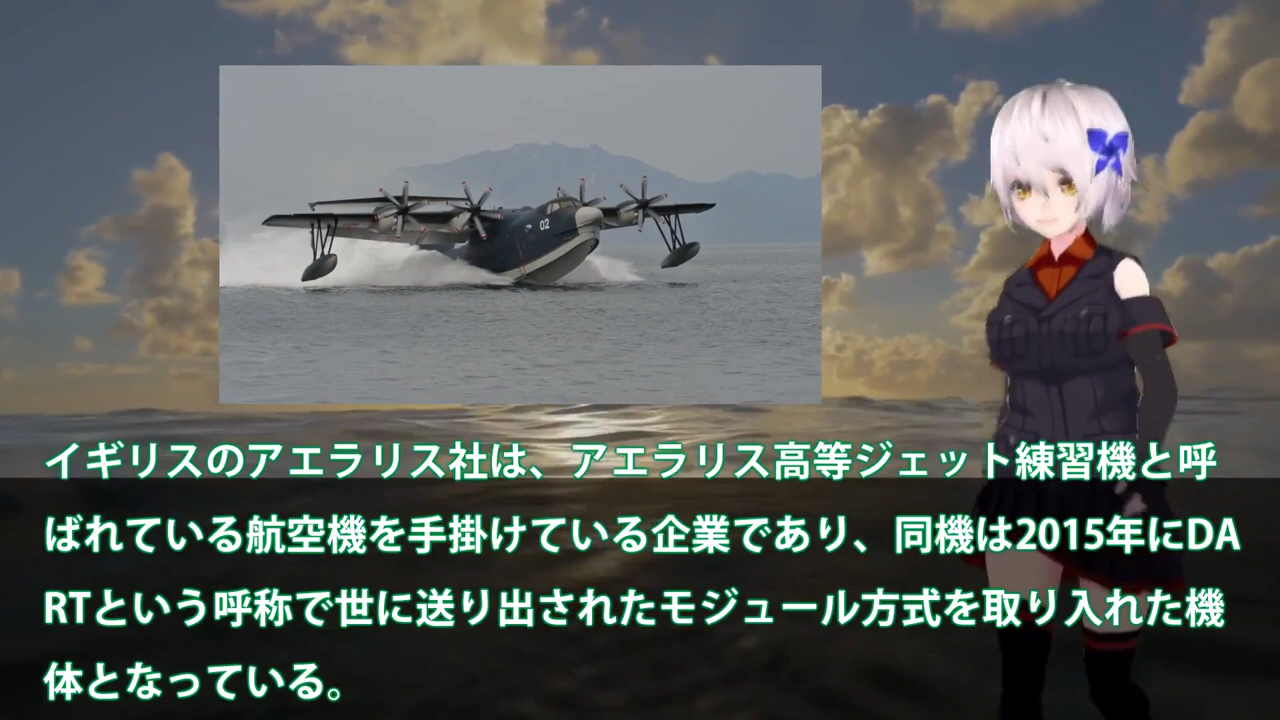 02
イギリスのアエラリス社は、アエラリス高等ジェット練習機と呼
ばれている航空機を手掛けている企業であり、同機は2015年にDA
RTという呼称で世に送り出されたモジュール方式を取り入れた機
体となっている。